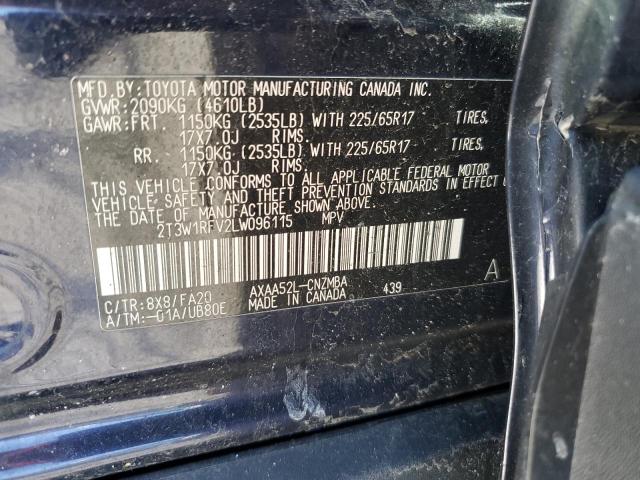 MFD.BY:TOYOTA MOTOR MANUFACTURING CANADA INC.
GVWR:2090KG (4610LB)
GAWR:FRT. 1150KG (2535LB) WITH 225/65R17 TIRES,
17X7.0J RIMS,
RR. 1150KG (2535LB) WITH 225/65R17 TIRES,
17X7.0J RIMS,
THIS VEHICLE CONFORMS TO ALL APPLICABLE FEDERAL MOTOR
VEHICLE SAFETY AND THEFT PREVENTION STANDARDS IN EFFECT
THE DATE OF MANUFACTURE SHOWN ABOVE.
2T3W1RFV2LW096115 MPV
C/TR:8X8/FA20 AXAA52L-CNZMBA 439 A
A/TM:-01A/UB80E MADE IN CANADA